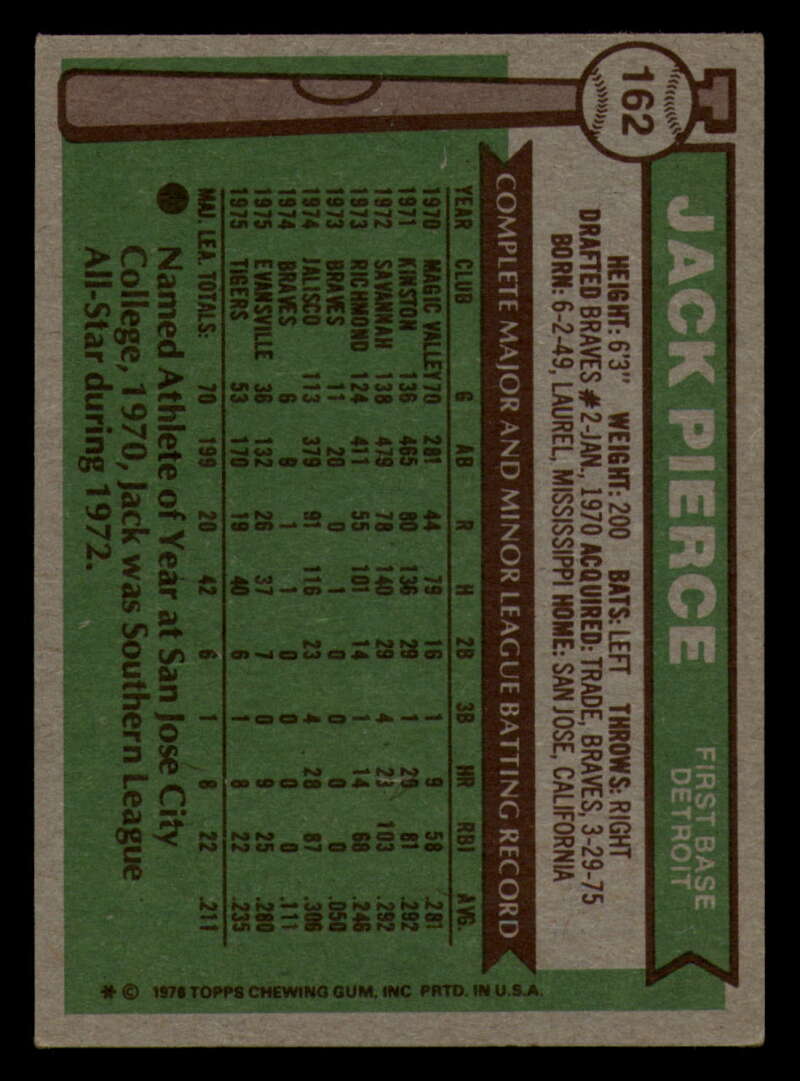 162
JACK PIERCE
FIRST BASE
DETROIT
HEIGHT: 6'3" WEIGHT: 200 BATS: LEFT THROWS: RIGHT
DRAFTED BRAVES #2-JAN., 1970 ACQUIRED: TRADE, BRAVES, 3-29-75
BORN: 6-2-49, LAUREL, MISSISSIPPI HOME: SAN JOSE, CALIFORNIA
COMPLETE MAJOR AND MINOR LEAGUE BATTING RECORD
YEAR CLUB G AB R H 2B 3B HR RBI AVG.
1970 MAGIC VALLEY 70 281 44 79 16 1 9 58 .281
1971 KINSTON 136 465 80 136 29 1 29 81 .292
1972 SAVANNAH 138 479 78 140 29 4 23 103 .292
1973 RICHMOND 124 411 55 101 14 1 14 68 .246
1973 BRAVES 11 20 0 1 0 0 0 0 .050
1974 JALISCO 113 379 91 116 23 4 28 87 .306
1974 BRAVES 6 8 1 1 0 0 0 0 .111
1975 EVANSVILLE 36 132 26 37 7 0 9 25 .280
1975 TIGERS 53 170 19 40 6 1 8 22 .235
MAJ. LEA. TOTALS: 70 199 20 42 6 1 8 22 .211
Named Athlete of Year at San Jose City
College, 1970, Jack was Southern League
All-Star during 1972.
* © 1976 TOPPS CHEWING GUM, INC PRTD. IN U.S.A.